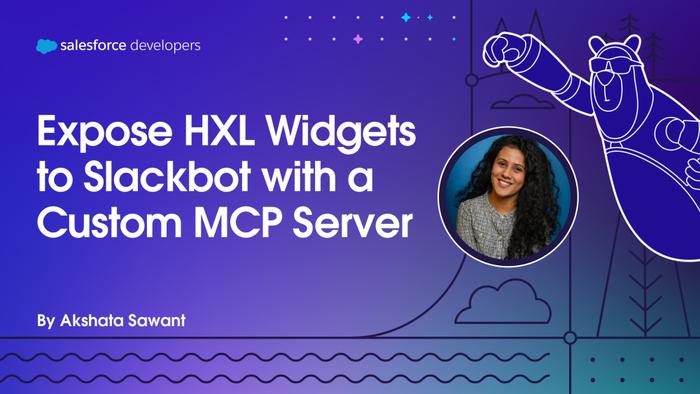 salesforce developers
Expose HXL Widgets
to Slackbot with a
Custom MCP Server
By Akshata Sawant